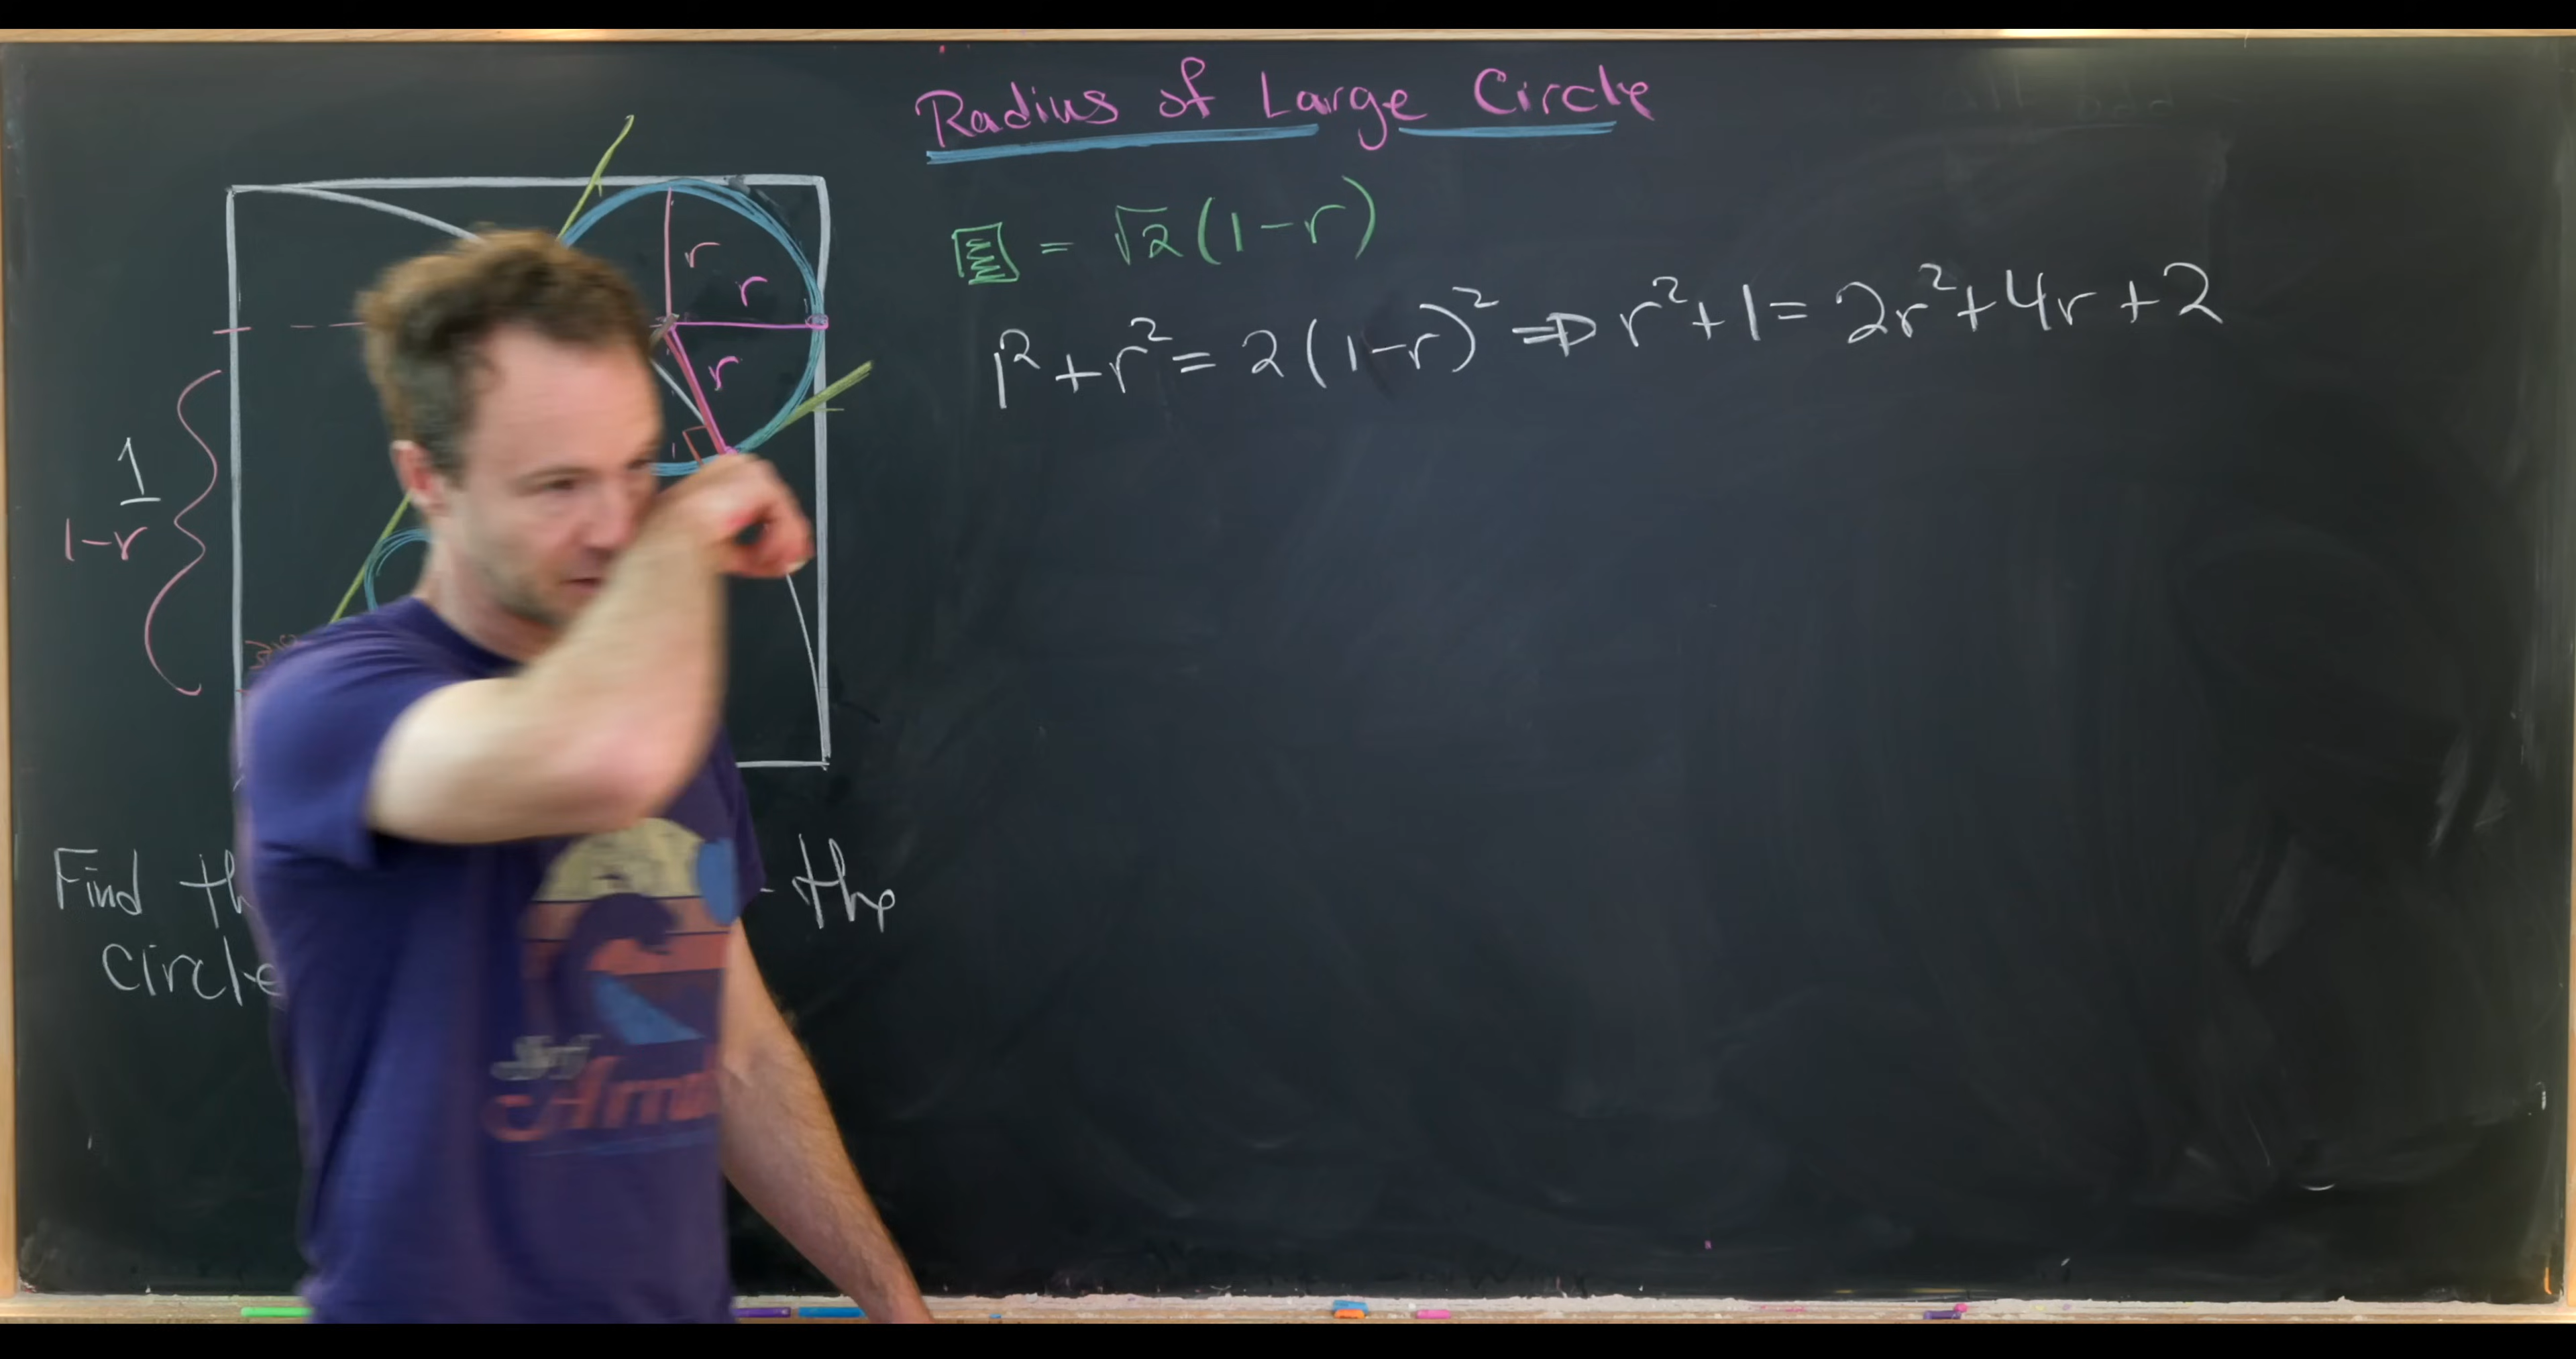 Radius of Large Circle
= √2(1-r)
1²+r² = 2(1-r)² ⇒ r²+1 = 2r²+4r+2
r
r
r
1
1-r
Find the
circle